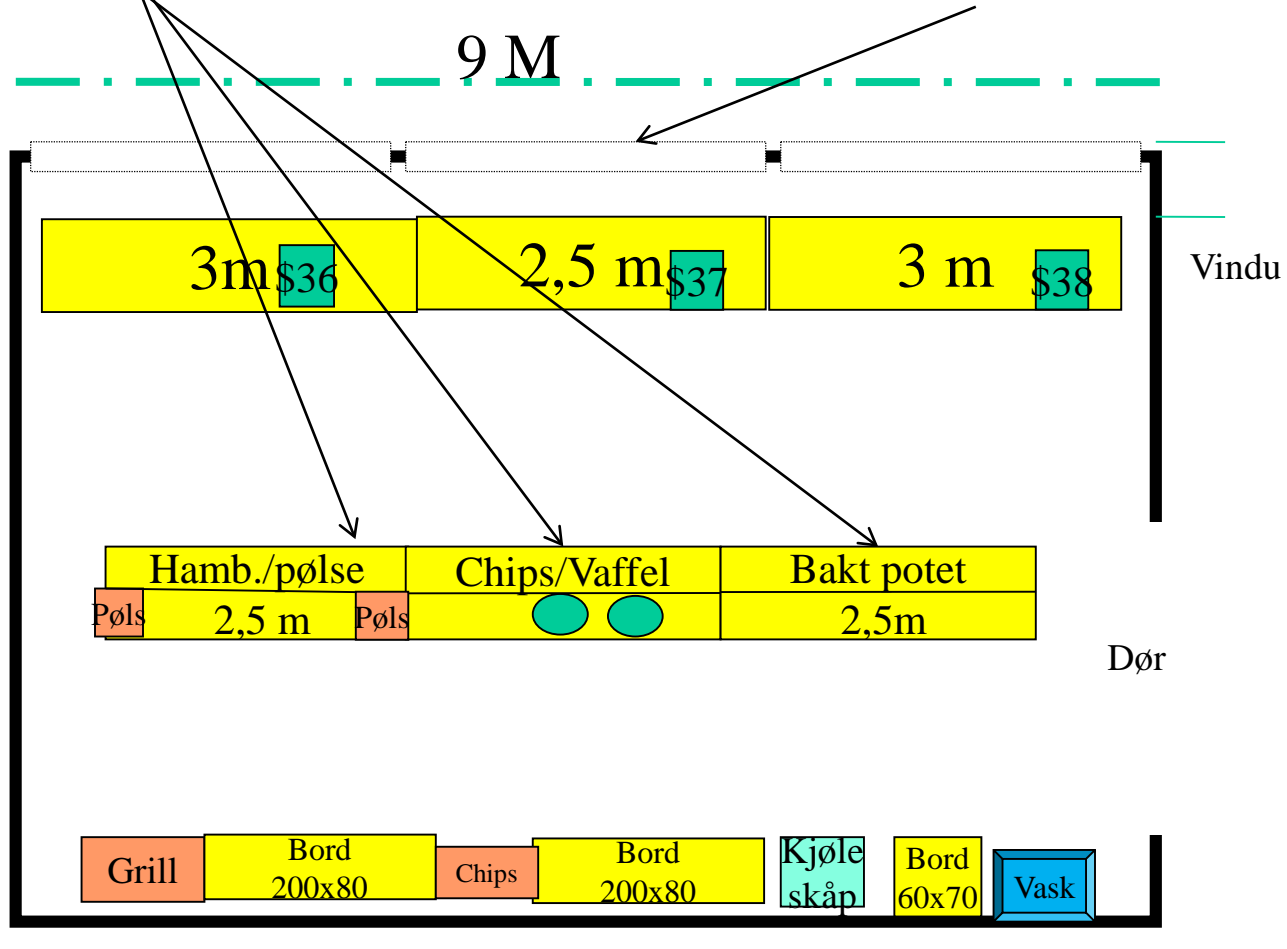 9 M
3m
$36
2,5 m
$37
3 m
$38
Vindu
Hamb./pølse
Chips/Vaffel
Bakt potet
Pøls
2,5 m
Pøls
2,5m
Dør
Grill
Bord
200x80
Chips
Bord
200x80
Kjøle
skåp
Bord
60x70
Vask